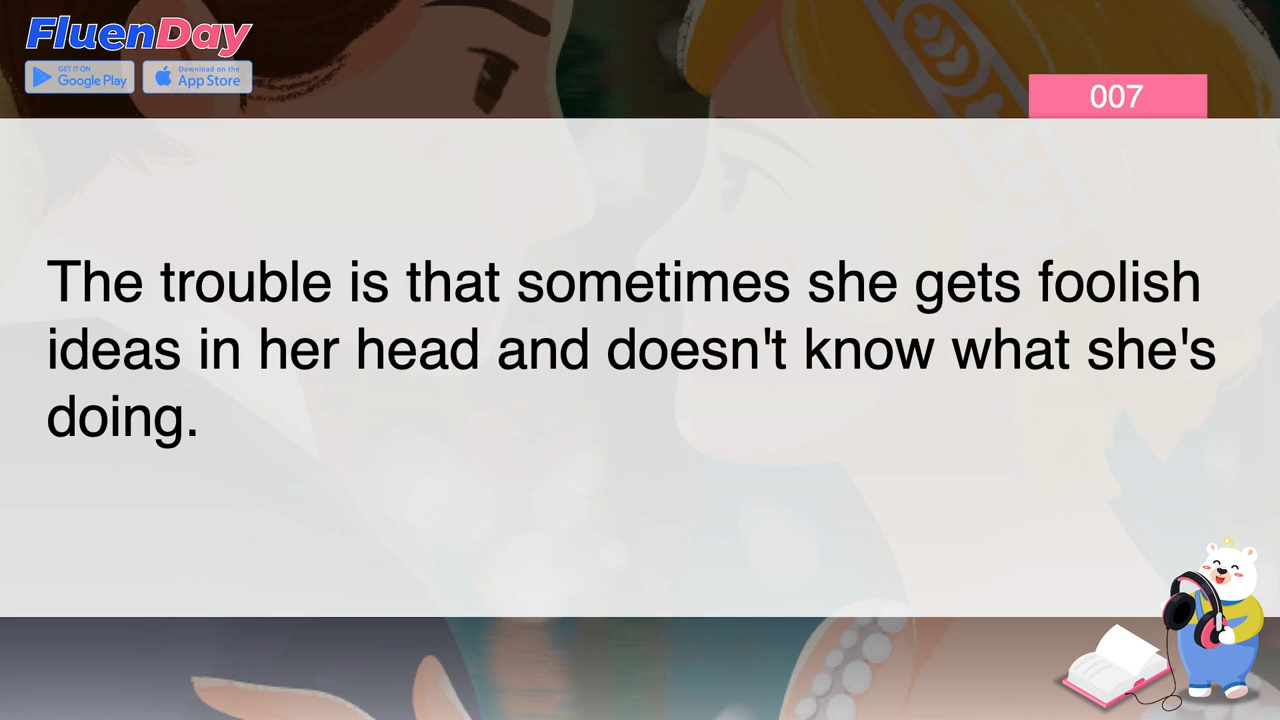 FluenDay
GET IT ON
Google Play
Download on the
App Store
007
The trouble is that sometimes she gets foolish
ideas in her head and doesn't know what she's
doing.